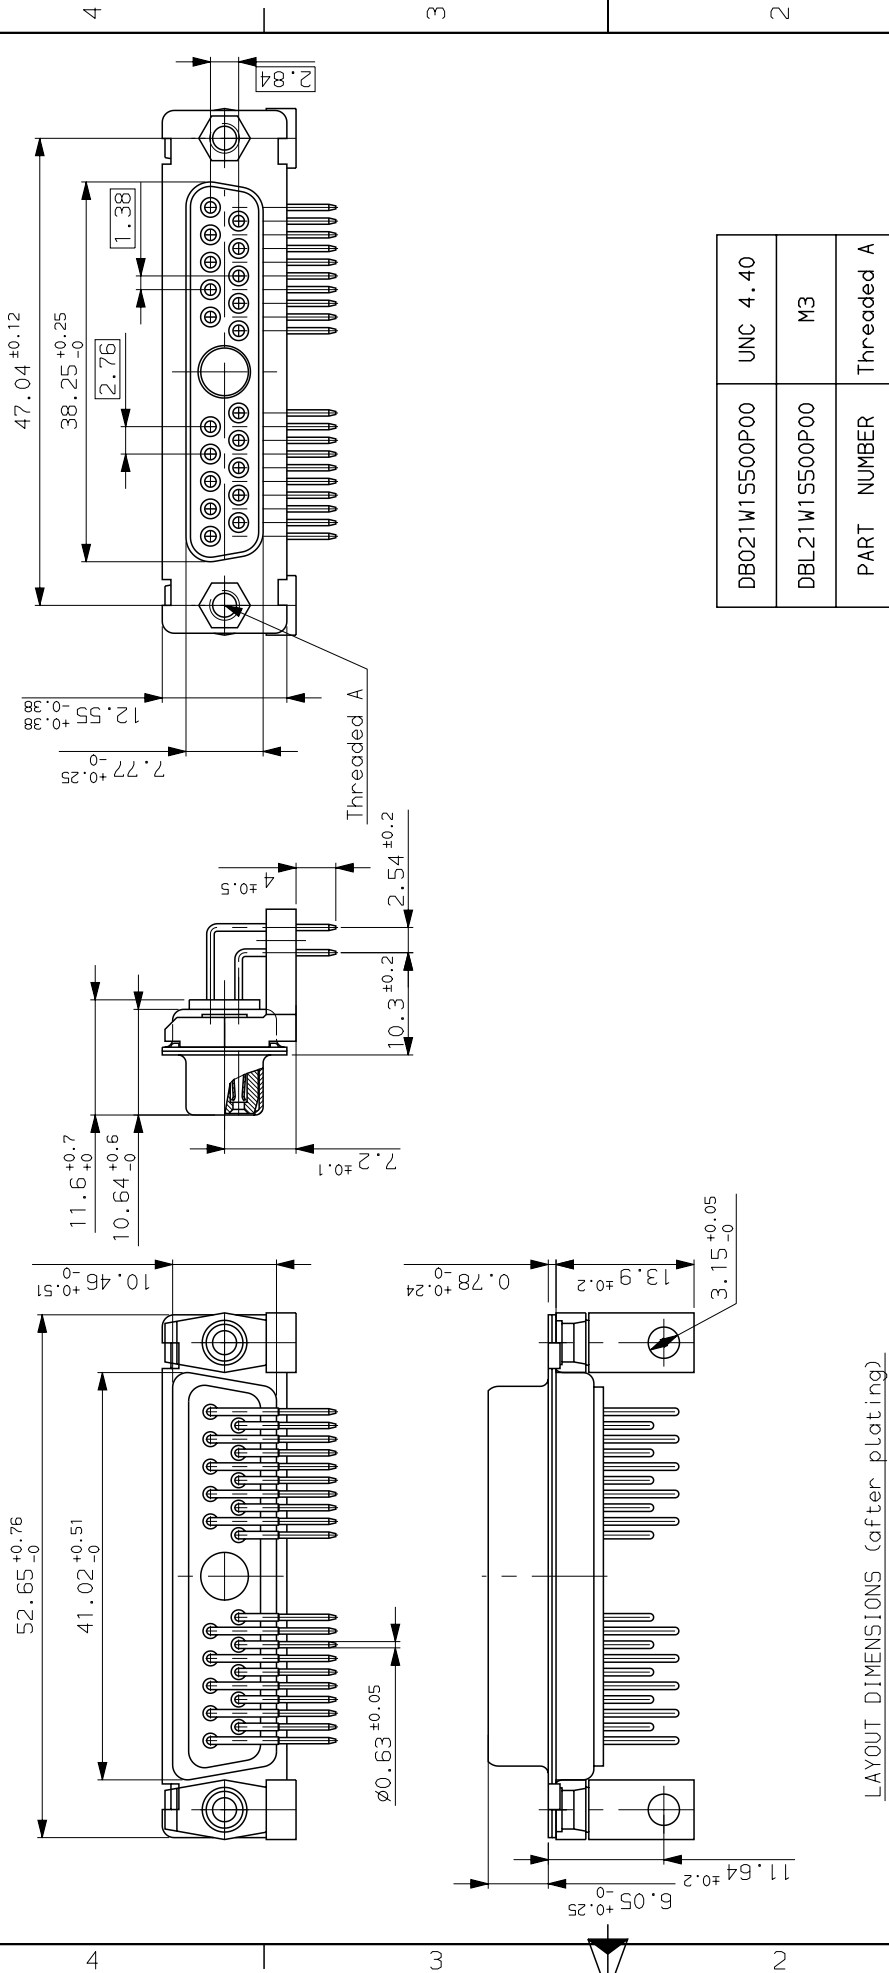 4
3
2
2.84
47.04 ±0.12
38.25 +0.25 -0
1.38
2.76
12.55 +0.38 -0.38
7.77 +0.25 -0
Threaded A
DB021W1S500P00 UNC 4.40
DBL21W1S500P00 M3
PART NUMBER Threaded A
4 ±0.5
2.54 ±0.2
10.3 ±0.2
11.6 +0.7 +0
10.64 +0.6 -0
7.2 ±0.1
10.46 +0.51 -0
52.65 +0.76 -0
41.02 +0.51 -0
ø0.63 ±0.05
0.78 +0.24 -0
13.9 ±0.2
3.15 +0.05 -0
11.64 ±0.2
6.05 +0.25 -0
LAYOUT DIMENSIONS (after plating)
4
3
2